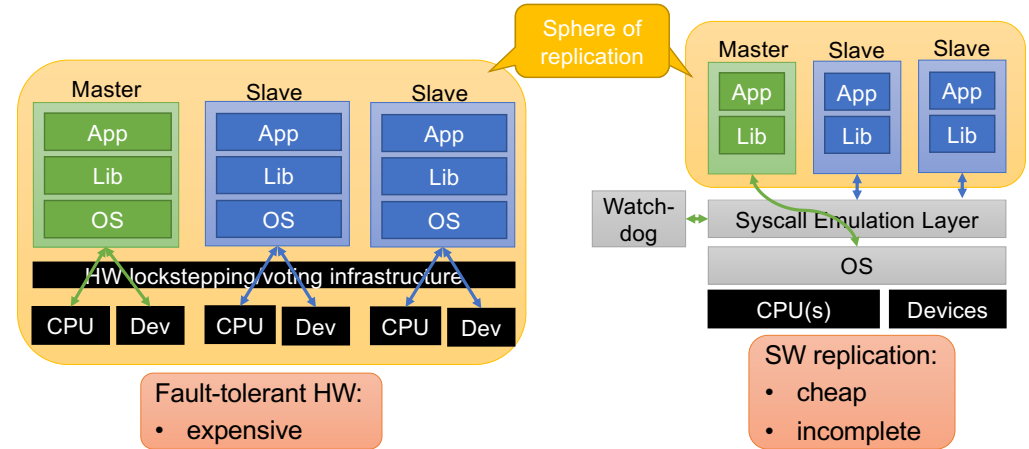 Sphere of
replication
Master
Slave
Slave
App
App
App
Lib
Lib
Lib
OS
OS
OS
HW lockstepping/voting infrastructure
CPU
Dev
CPU
Dev
CPU
Dev
Fault-tolerant HW:
• expensive
Master
Slave
Slave
App
App
App
Lib
Lib
Lib
Watch-
dog
Syscall Emulation Layer
OS
CPU(s)
Devices
SW replication:
• cheap
• incomplete